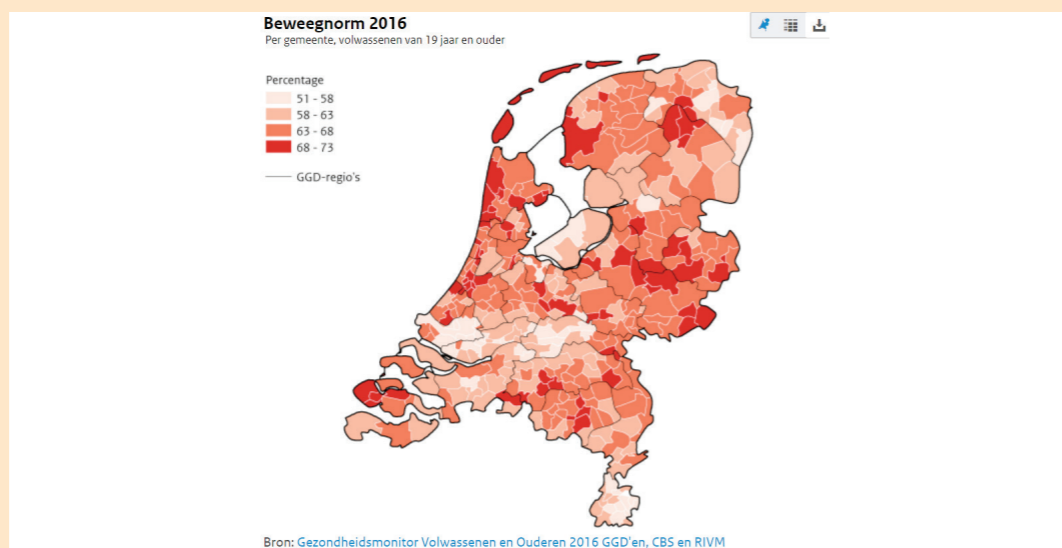 Beweegnorm 2016
Per gemeente, volwassenen van 19 jaar en ouder
Percentage
51 - 58
58 - 63
63 - 68
68 - 73
GGD-regio's
Bron: Gezondheidsmonitor Volwassenen en Ouderen 2016 GGD'en, CBS en RIVM